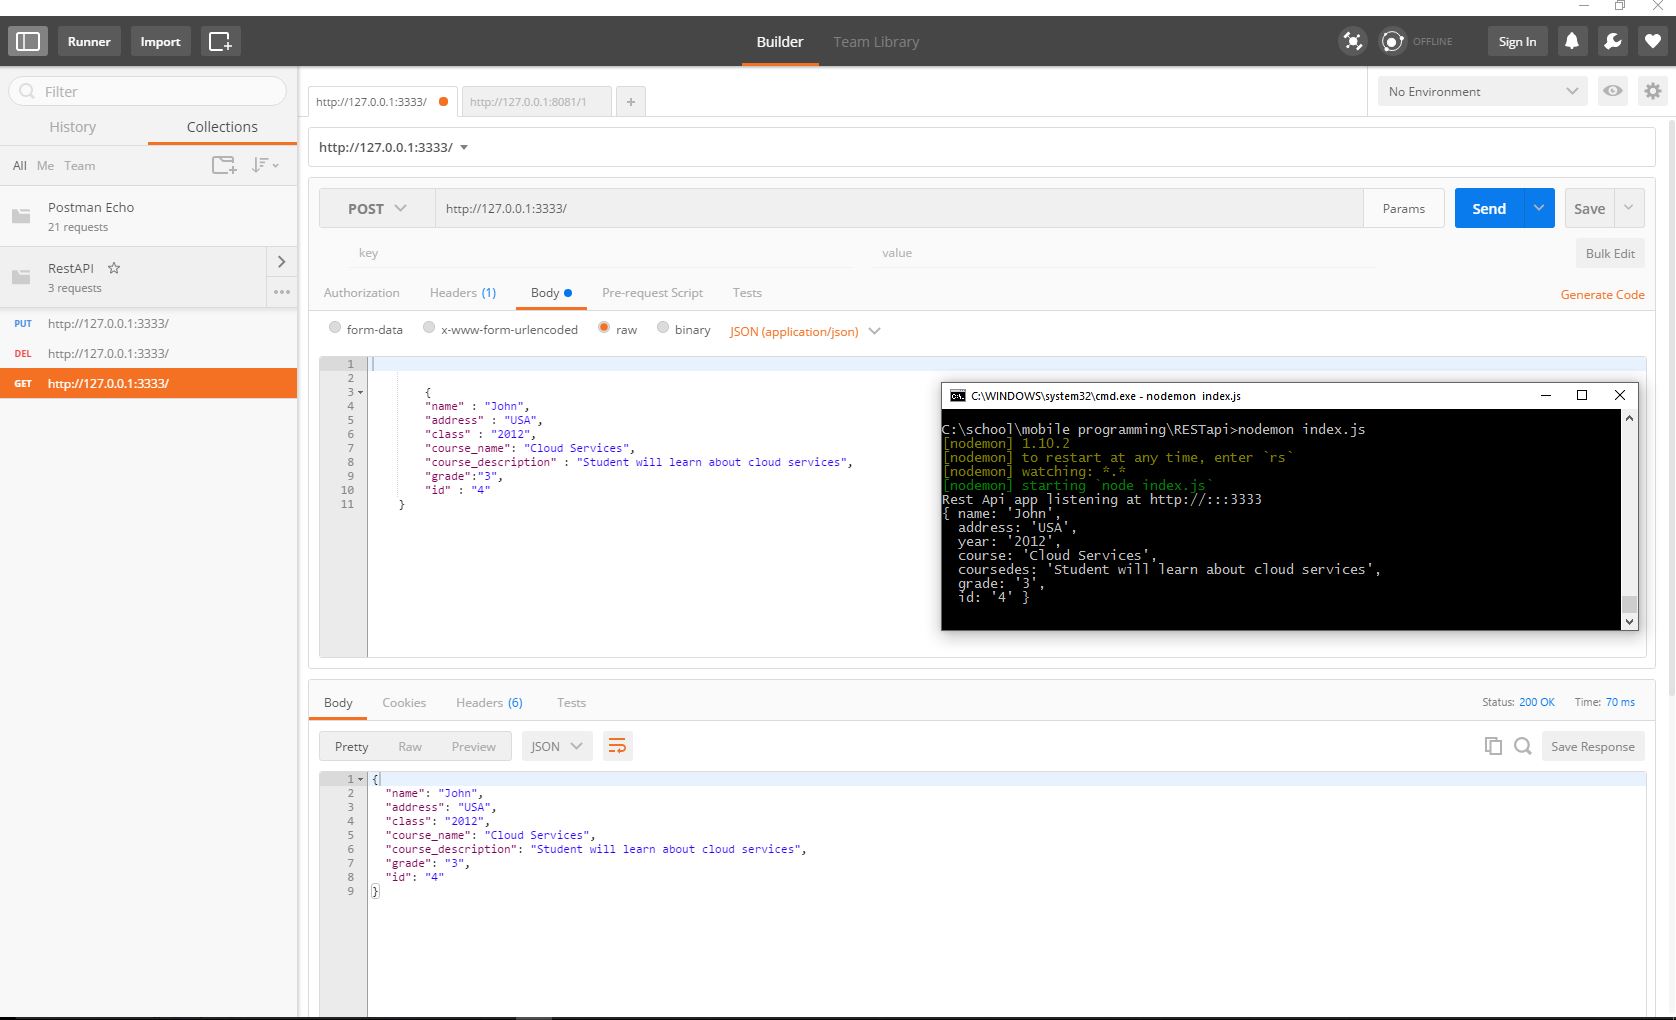 Runner Import Builder Team Library OFFLINE Sign In
Filter
History Collections
All Me Team
Postman Echo
21 requests
RestAPI
3 requests
PUT http://127.0.0.1:3333/
DEL http://127.0.0.1:3333/
GET http://127.0.0.1:3333/
http://127.0.0.1:3333/ http://127.0.0.1:8081/1 +
No Environment
http://127.0.0.1:3333/
POST http://127.0.0.1:3333/ Params Send Save
key value Bulk Edit
Authorization Headers (1) Body Pre-request Script Tests Generate Code
form-data x-www-form-urlencoded raw binary JSON (application/json)
1
2
3 {
4 "name" : "John",
5 "address" : "USA",
6 "class" : "2012",
7 "course_name": "Cloud Services",
8 "course_description" : "Student will learn about cloud services",
9 "grade":"3",
10 "id" : "4"
11 }
C:\WINDOWS\system32\cmd.exe - nodemon index.js
C:\school\mobile programming\RESTapi>nodemon index.js
[nodemon] 1.10.2
[nodemon] to restart at any time, enter `rs`
[nodemon] watching: *.*
[nodemon] starting `node index.js`
Rest Api app listening at http://:::3333
{ name: 'John',
address: 'USA',
year: '2012',
course: 'Cloud Services',
coursedes: 'Student will learn about cloud services',
grade: '3',
id: '4' }
Body Cookies Headers (6) Tests Status: 200 OK Time: 70 ms
Pretty Raw Preview JSON Save Response
1 {
2 "name": "John",
3 "address": "USA",
4 "class": "2012",
5 "course_name": "Cloud Services",
6 "course_description": "Student will learn about cloud services",
7 "grade": "3",
8 "id": "4"
9 }